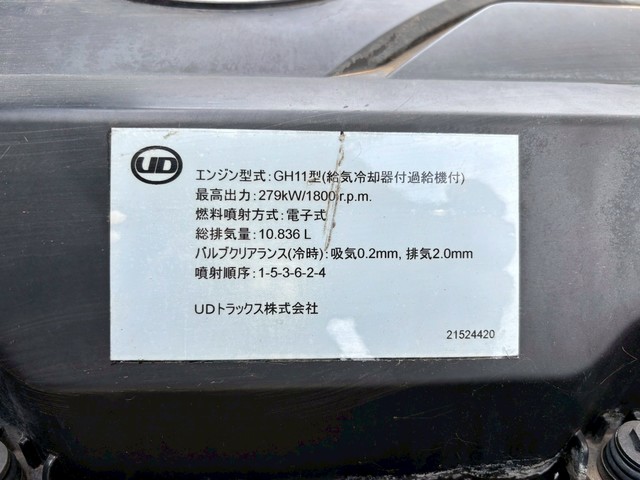 UD
エンジン型式:GH11型(給気冷却器付過給機付)
最高出力:279kW/1800 r.p.m.
燃料噴射方式:電子式
総排気量:10.836 L
バルブクリアランス(冷時):吸気0.2mm, 排気2.0mm
噴射順序:1-5-3-6-2-4
UDトラックス株式会社
21524420